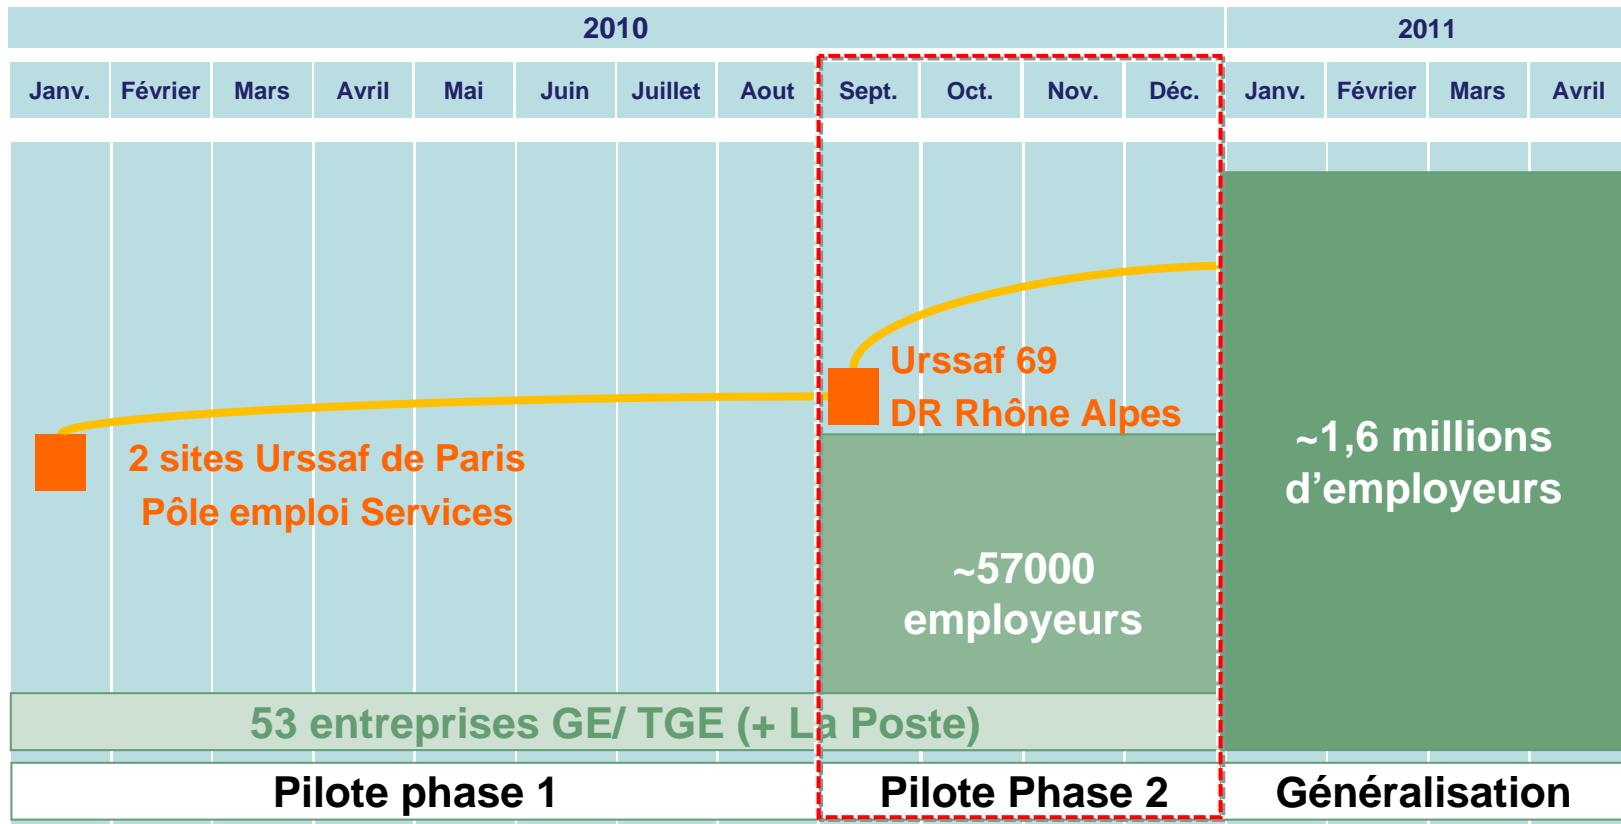 2010
2011
Janv. Février Mars Avril Mai Juin Juillet Aout Sept. Oct. Nov. Déc. Janv. Février Mars Avril
Urssaf 69
DR Rhône Alpes
2 sites Urssaf de Paris
Pôle emploi Services
~1,6 millions
d’employeurs
~57000
employeurs
53 entreprises GE/ TGE (+ La Poste)
Pilote phase 1
Pilote Phase 2
Généralisation